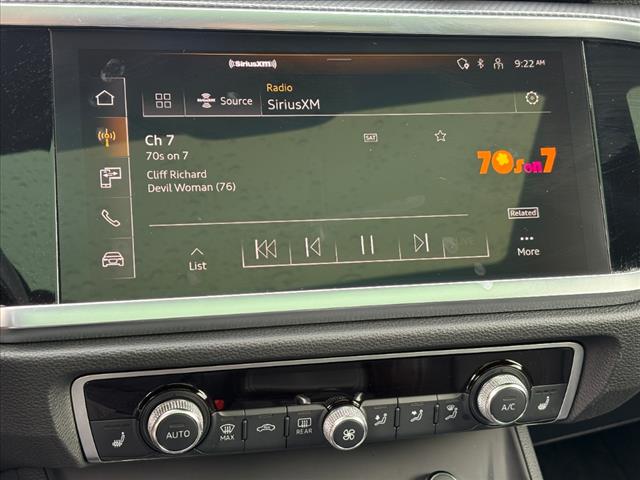 SiriusXM
9:22 AM
Radio
SiriusXM Source
SiriusXM
Ch 7
SAT
70s on 7
70s on 7
Cliff Richard
Devil Woman (76)
Related
List
More
AUTO
MAX
REAR
A/C